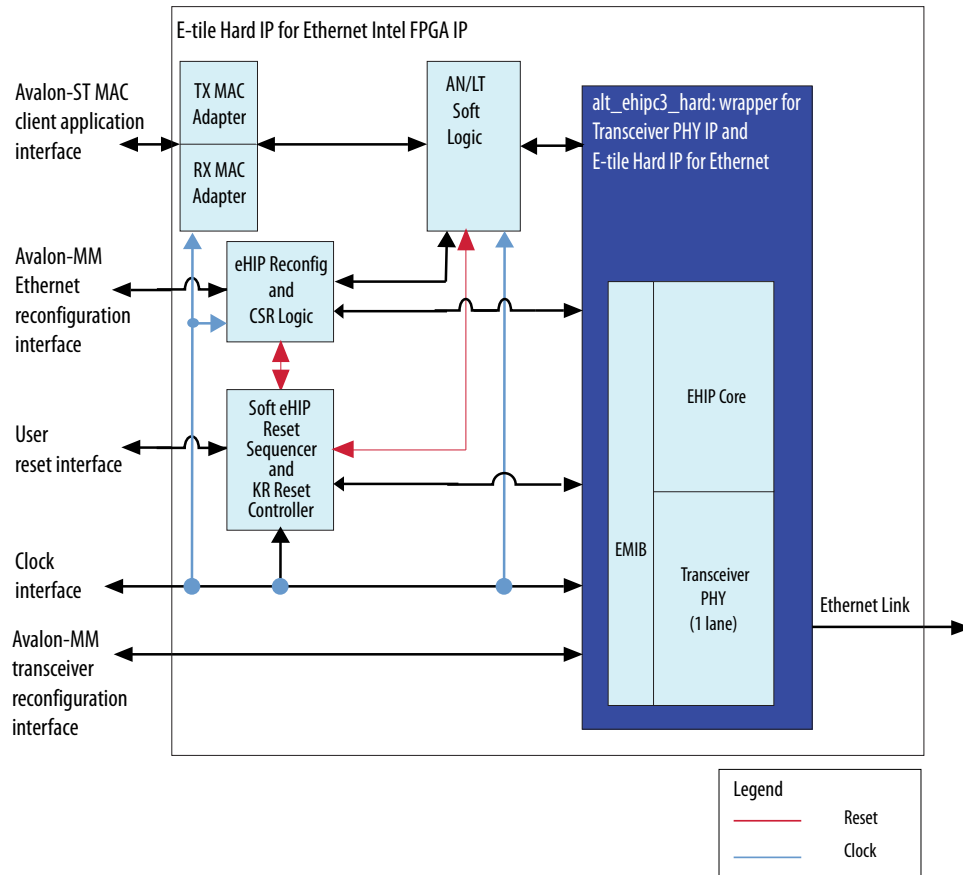 E-tile Hard IP for Ethernet Intel FPGA IP
Avalon-ST MAC
client application
interface
TX MAC
Adapter
RX MAC
Adapter
AN/LT
Soft
Logic
alt_ehipc3_hard: wrapper for
Transceiver PHY IP and
E-tile Hard IP for Ethernet
Avalon-MM
Ethernet
reconfiguration
interface
eHIP Reconfig
and
CSR Logic
User
reset interface
Soft eHIP
Reset
Sequencer
and
KR Reset
Controller
EHIP Core
EMIB
Transceiver
PHY
(1 lane)
Clock
interface
Ethernet Link
Avalon-MM
transceiver
reconfiguration
interface
Legend
Reset
Clock